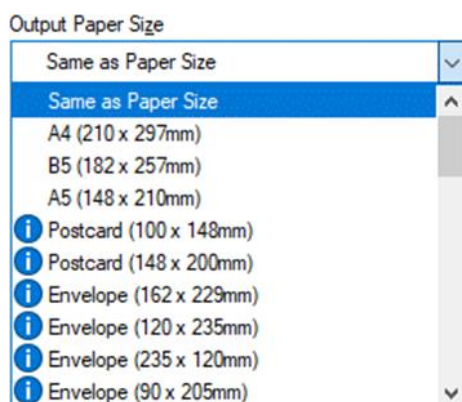 Output Paper Size
Same as Paper Size
Same as Paper Size
A4 (210 x 297mm)
B5 (182 x 257mm)
A5 (148 x 210mm)
Postcard (100 x 148mm)
Postcard (148 x 200mm)
Envelope (162 x 229mm)
Envelope (120 x 235mm)
Envelope (235 x 120mm)
Envelope (90 x 205mm)